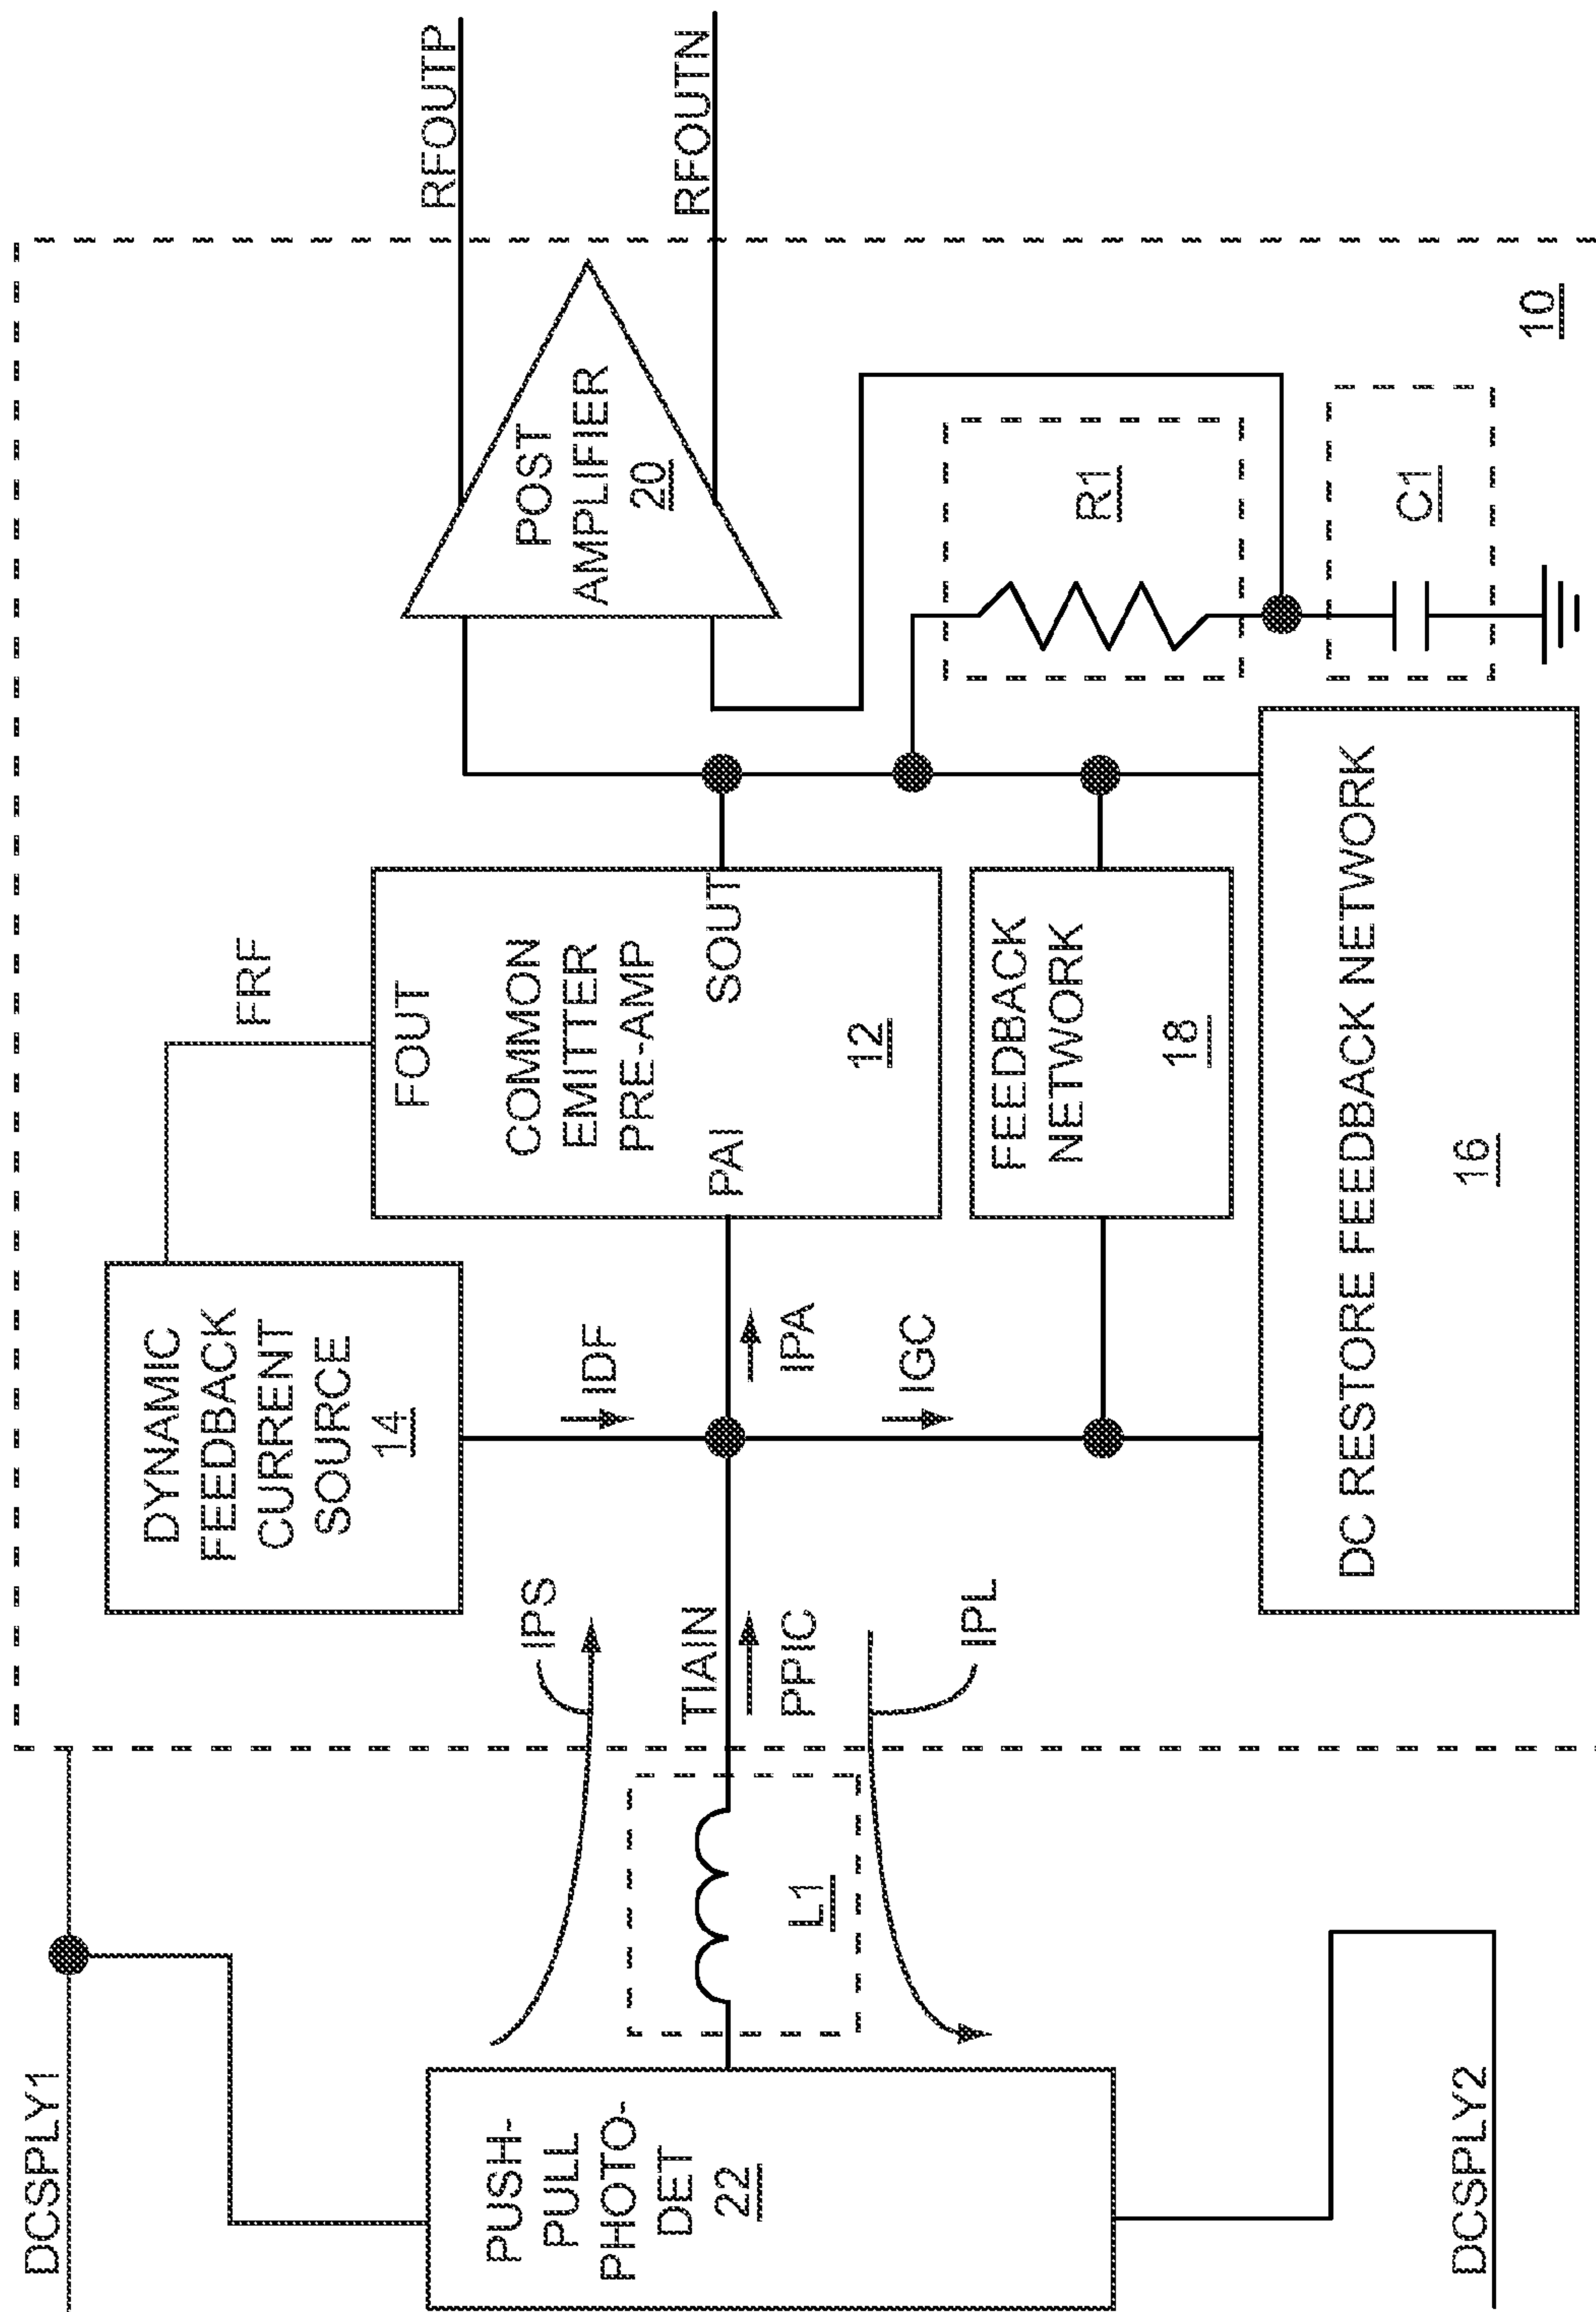 DCSPLY1
PUSH-
PULL
PHOTO-
DET
22
DCSPLY2
L1
IPS
TIAIN
PPIC
IPL
DYNAMIC
FEEDBACK
CURRENT
SOURCE
14
IDF
IPA
IGC
FRF
FOUT
COMMON
EMITTER
PRE-AMP
PAI
SOUT
12
FEEDBACK
NETWORK
18
DC RESTORE FEEDBACK NETWORK
16
POST
AMPLIFIER
20
R1
C1
10
RFOUTP
RFOUTN